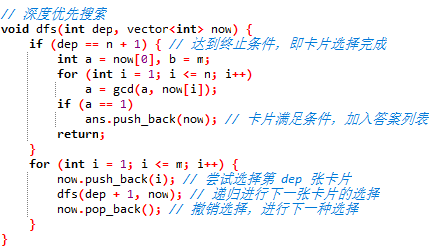 // 深度优先搜索
void dfs(int dep, vector<int> now) {
    if (dep == n + 1) { // 达到终止条件，即卡片选择完成
        int a = now[0], b = m;
        for (int i = 1; i <= n; i++)
            a = gcd(a, now[i]);
        if (a == 1)
            ans.push_back(now); // 卡片满足条件，加入答案列表
        return;
    }
    for (int i = 1; i <= m; i++) {
        now.push_back(i); // 尝试选择第 dep 张卡片
        dfs(dep + 1, now); // 递归进行下一张卡片的选择
        now.pop_back(); // 撤销选择，进行下一种选择
    }
}